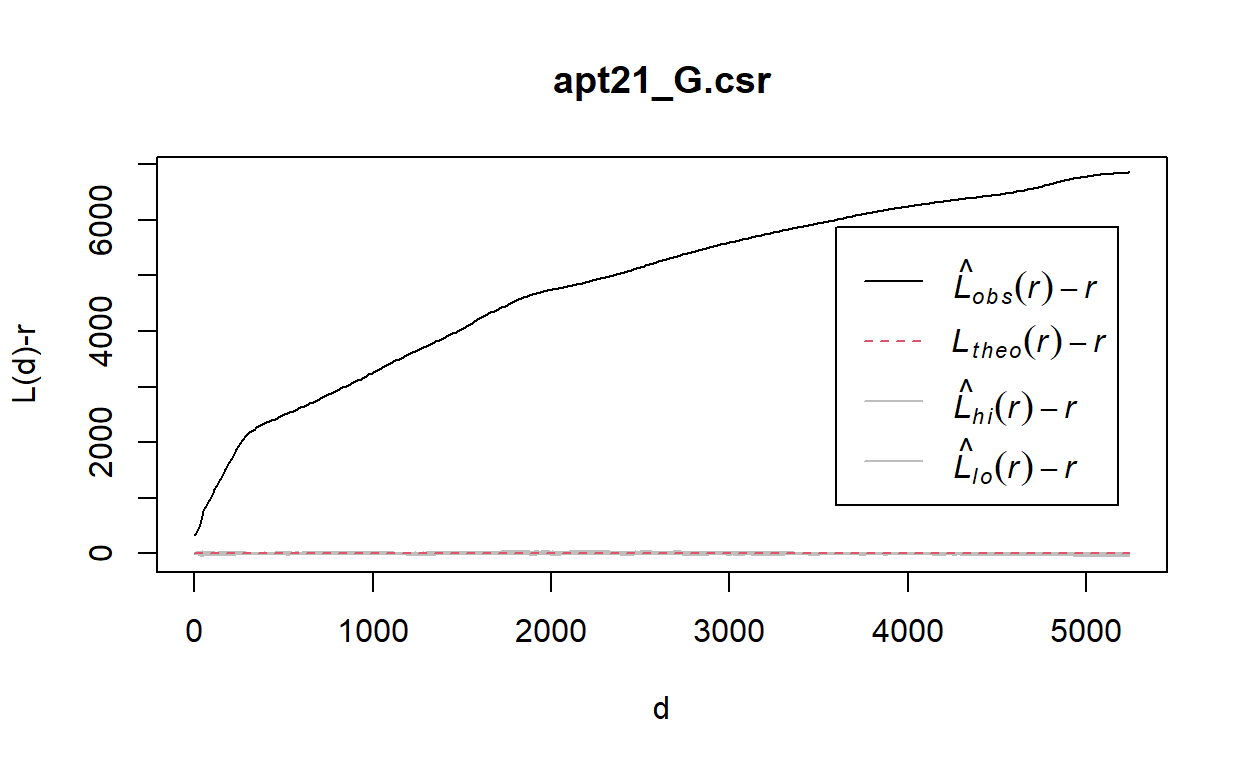 apt21_G.csr
L(d)-r
6000
4000
2000
0
L̂obs(r) − r
Ltheo(r) − r
L̂hi(r) − r
L̂lo(r) − r
0 1000 2000 3000 4000 5000
d